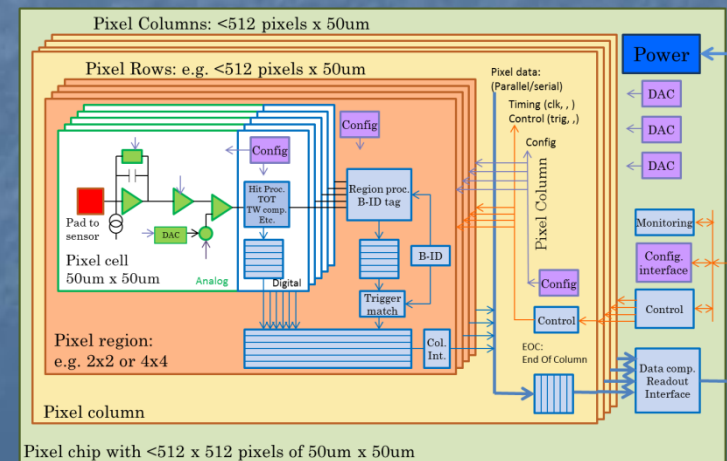 Pixel Columns: <512 pixels x 50um
Power
Pixel Rows: e.g. <512 pixels x 50um
Pixel data:
(Parallel/serial)
Timing (clk, , )
Control (trig, ,)
Config
DAC
DAC
DAC
Config
Config
Hit Proc.
TOT
TW comp.
Etc.
Region proc.
B-ID tag
Pixel Column
Pad to
sensor
DAC
Pixel cell
50um x 50um
Analog
Digital
B-ID
Trigger
match
Monitoring
Config.
interface
Config
Control
Control
Pixel region:
e.g. 2x2 or 4x4
Col.
Int.
EOC:
End Of Column
Data comp.
Readout
Interface
Pixel column
Pixel chip with <512 x 512 pixels of 50um x 50um